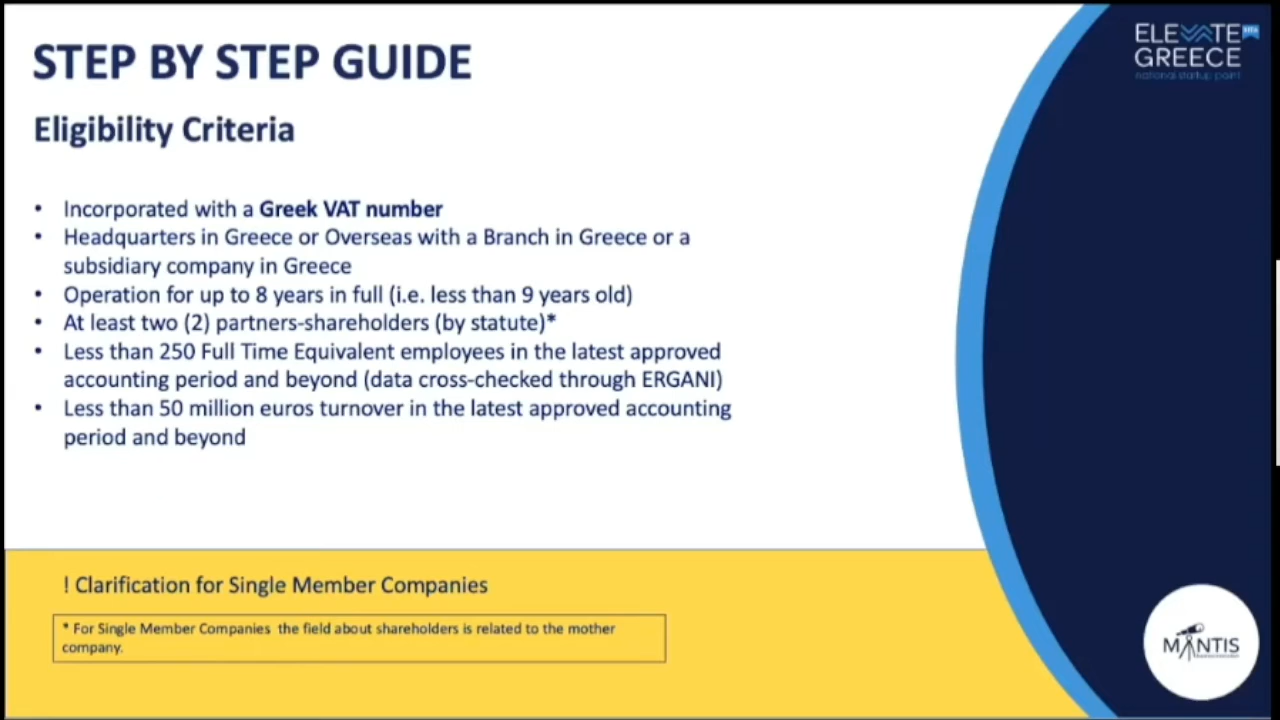 STEP BY STEP GUIDE
Eligibility Criteria
• Incorporated with a Greek VAT number
• Headquarters in Greece or Overseas with a Branch in Greece or a
subsidiary company in Greece
• Operation for up to 8 years in full (i.e. less than 9 years old)
• At least two (2) partners-shareholders (by statute)*
• Less than 250 Full Time Equivalent employees in the latest approved
accounting period and beyond (data cross-checked through ERGANI)
• Less than 50 million euros turnover in the latest approved accounting
period and beyond
! Clarification for Single Member Companies
* For Single Member Companies the field about shareholders is related to the mother
company.
ELEVATE
GREECE
national startup point
MANTIS